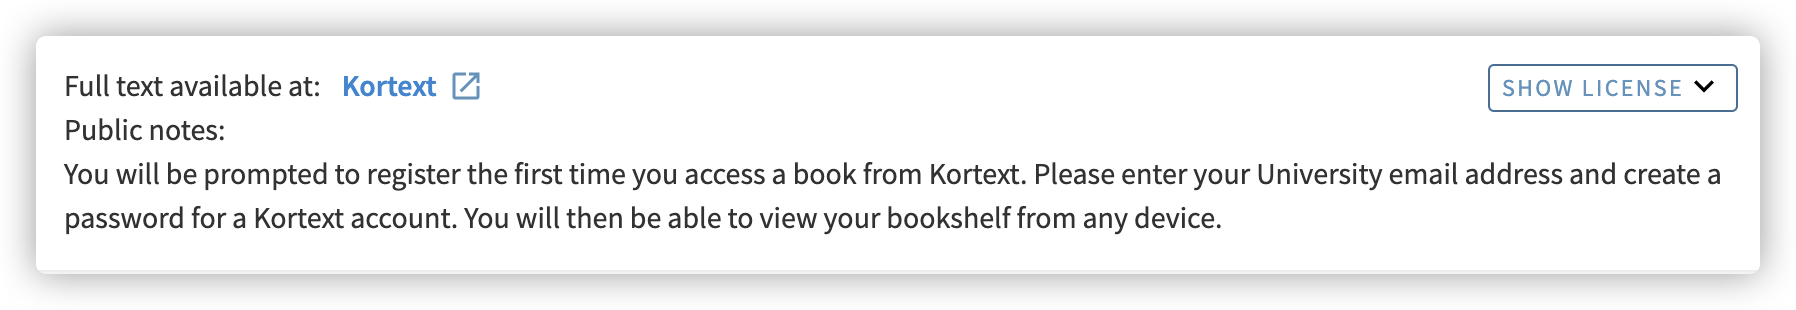 Full text available at: Kortext
SHOW LICENSE
Public notes:
You will be prompted to register the first time you access a book from Kortext. Please enter your University email address and create a
password for a Kortext account. You will then be able to view your bookshelf from any device.